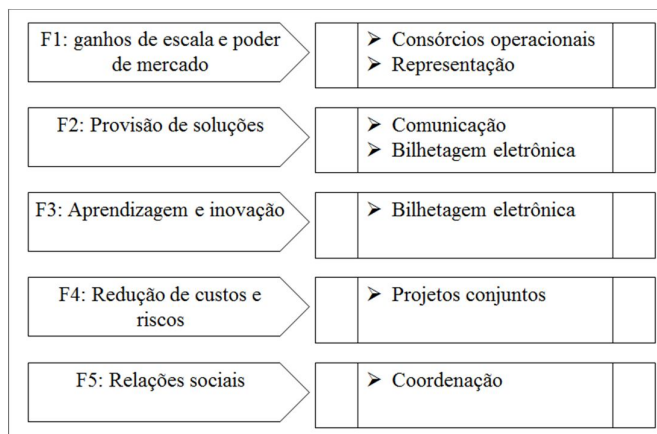 F1: ganhos de escala e poder
de mercado
➢ Consórcios operacionais
➢ Representação
F2: Provisão de soluções
➢ Comunicação
➢ Bilhetagem eletrônica
F3: Aprendizagem e inovação
➢ Bilhetagem eletrônica
F4: Redução de custos e
riscos
➢ Projetos conjuntos
F5: Relações sociais
➢ Coordenação